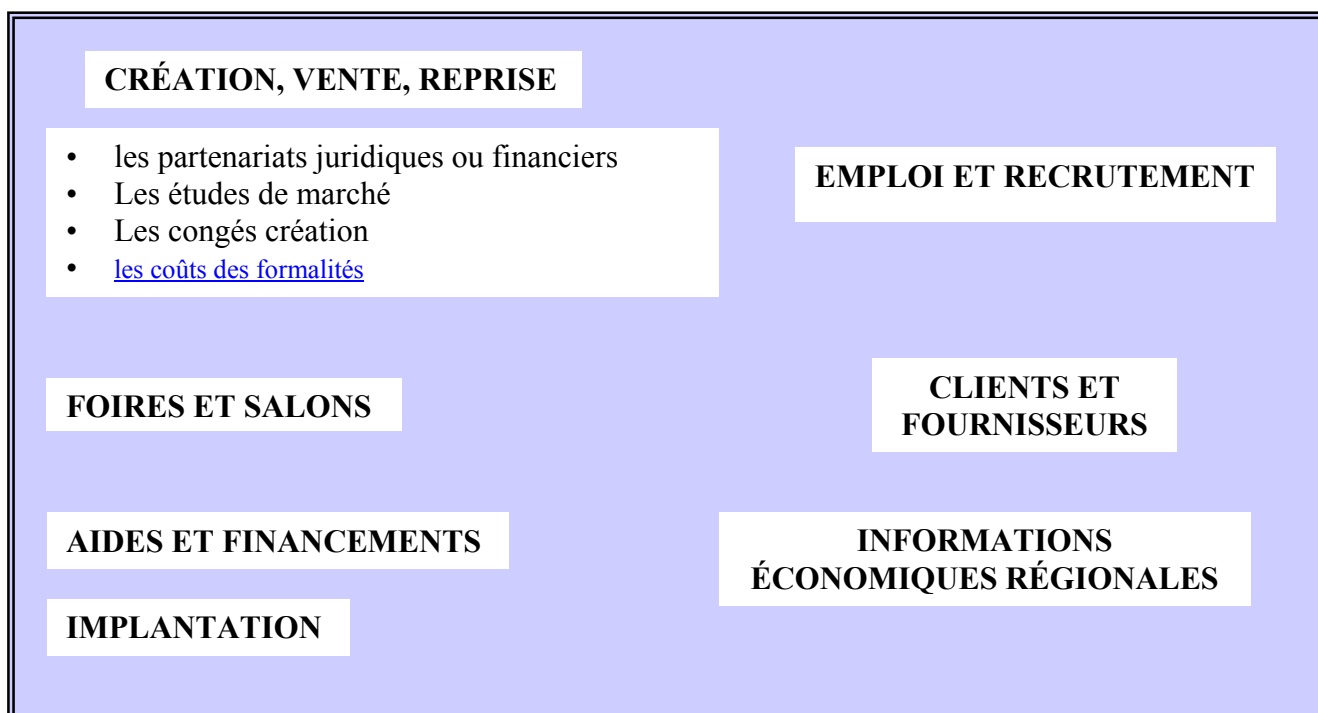 CRÉATION, VENTE, REPRISE
• les partenariats juridiques ou financiers
• Les études de marché
• Les congés création
• les coûts des formalités
EMPLOI ET RECRUTEMENT
FOIRES ET SALONS
CLIENTS ET
FOURNISSEURS
AIDES ET FINANCEMENTS
INFORMATIONS
ÉCONOMIQUES RÉGIONALES
IMPLANTATION